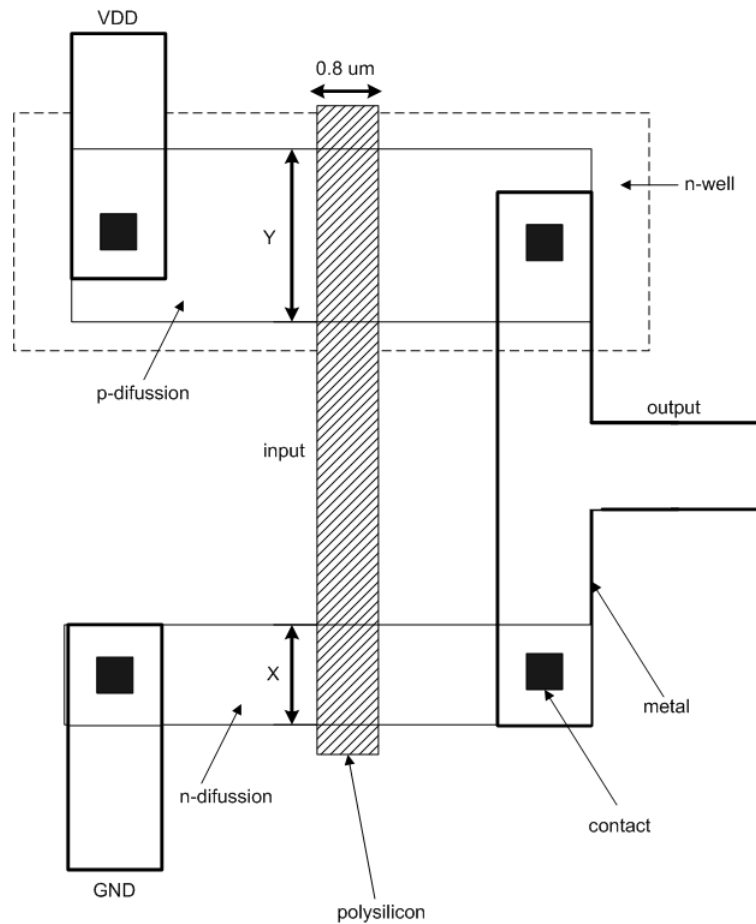 VDD
0.8 um
n-well
Y
p-difussion
output
input
X
metal
n-difussion
contact
GND
polysilicon